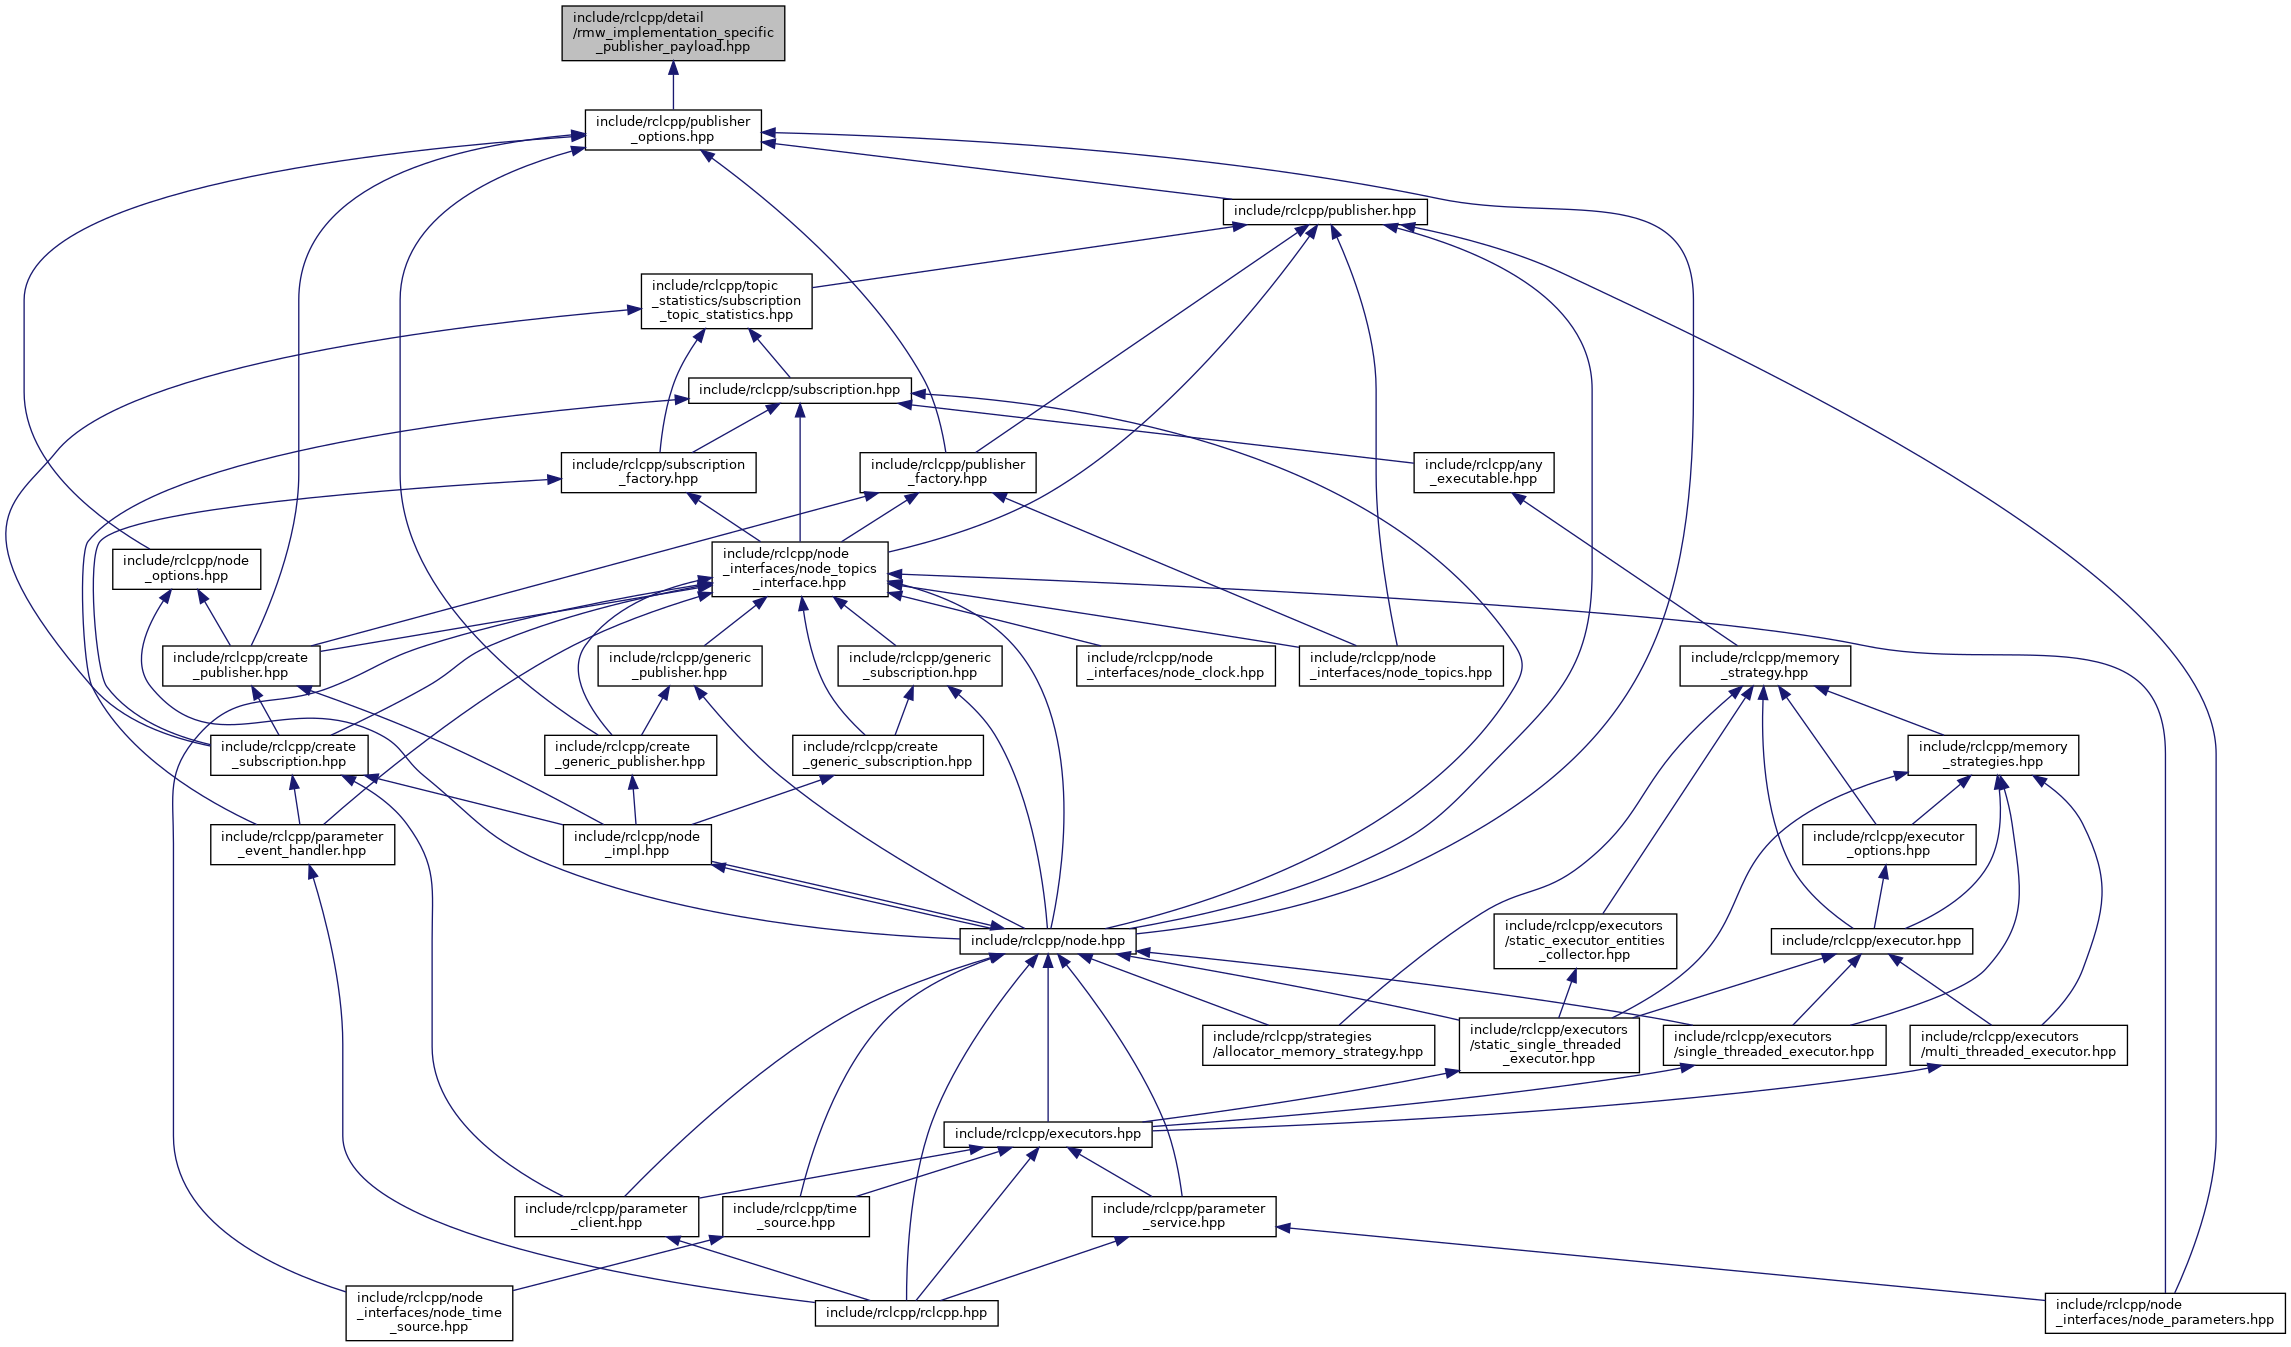 include/rclcpp/detail
/rmw_implementation_specific
_publisher_payload.hpp
include/rclcpp/publisher
_options.hpp
include/rclcpp/publisher.hpp
include/rclcpp/topic
_statistics/subscription
_topic_statistics.hpp
include/rclcpp/subscription.hpp
include/rclcpp/subscription
_factory.hpp
include/rclcpp/publisher
_factory.hpp
include/rclcpp/any
_executable.hpp
include/rclcpp/node
_options.hpp
include/rclcpp/node
_interfaces/node_topics
_interface.hpp
include/rclcpp/create
_publisher.hpp
include/rclcpp/generic
_publisher.hpp
include/rclcpp/generic
_subscription.hpp
include/rclcpp/node
_interfaces/node_clock.hpp
include/rclcpp/node
_interfaces/node_topics.hpp
include/rclcpp/memory
_strategy.hpp
include/rclcpp/create
_subscription.hpp
include/rclcpp/create
_generic_publisher.hpp
include/rclcpp/create
_generic_subscription.hpp
include/rclcpp/memory
_strategies.hpp
include/rclcpp/parameter
_event_handler.hpp
include/rclcpp/node
_impl.hpp
include/rclcpp/executor
_options.hpp
include/rclcpp/node.hpp
include/rclcpp/executors
/static_executor_entities
_collector.hpp
include/rclcpp/executor.hpp
include/rclcpp/strategies
/allocator_memory_strategy.hpp
include/rclcpp/executors
/static_single_threaded
_executor.hpp
include/rclcpp/executors
/single_threaded_executor.hpp
include/rclcpp/executors
/multi_threaded_executor.hpp
include/rclcpp/executors.hpp
include/rclcpp/parameter
_client.hpp
include/rclcpp/time
_source.hpp
include/rclcpp/parameter
_service.hpp
include/rclcpp/node
_interfaces/node_time
_source.hpp
include/rclcpp/rclcpp.hpp
include/rclcpp/node
_interfaces/node_parameters.hpp